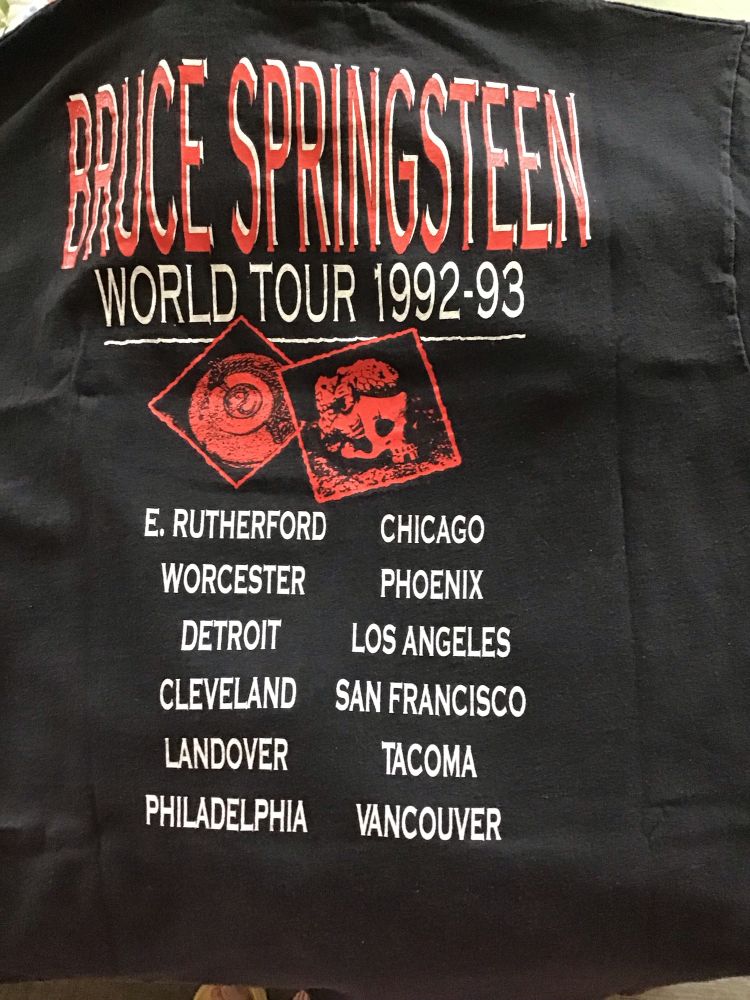 BRUCE SPRINGSTEEN
WORLD TOUR 1992-93
E. RUTHERFORD
WORCESTER
DETROIT
CLEVELAND
LANDOVER
PHILADELPHIA
CHICAGO
PHOENIX
LOS ANGELES
SAN FRANCISCO
TACOMA
VANCOUVER